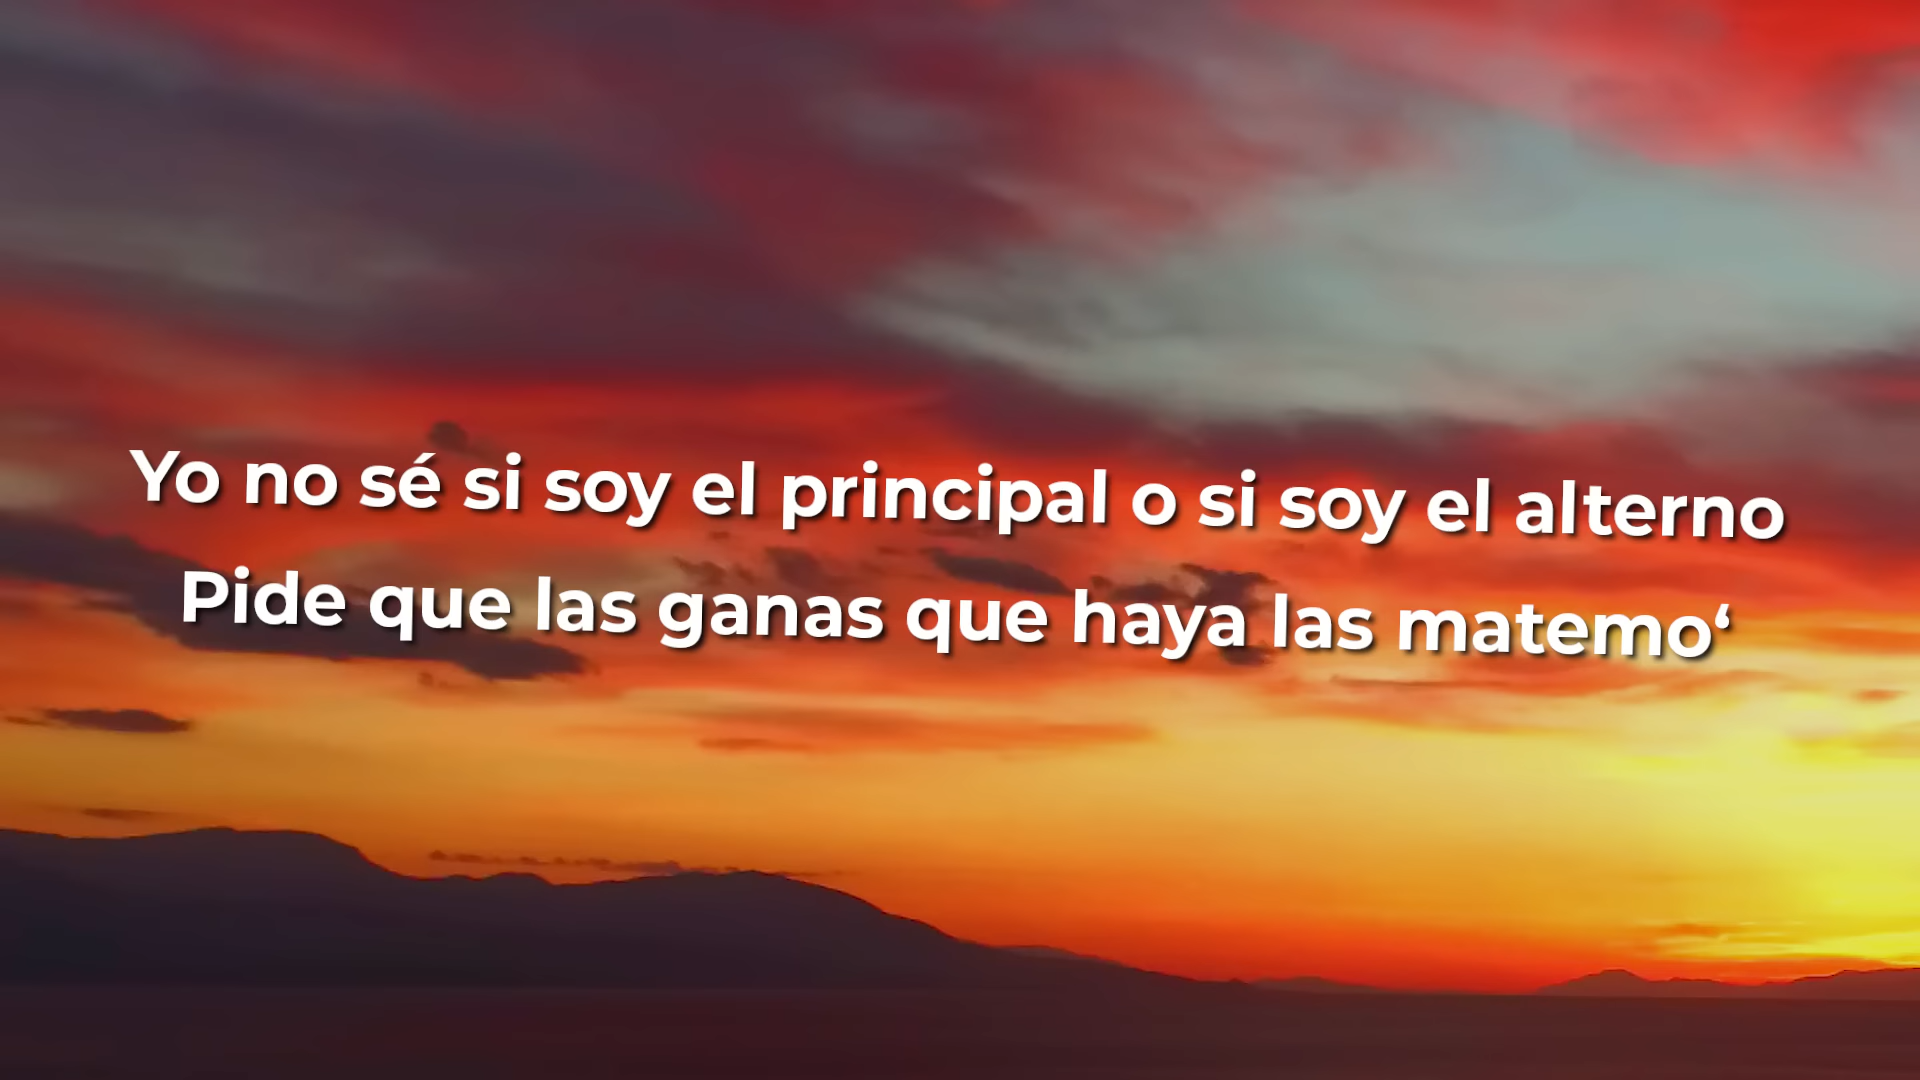 Yo no sé si soy el principal o si soy el alterno
Pide que las ganas que haya las matemo‘